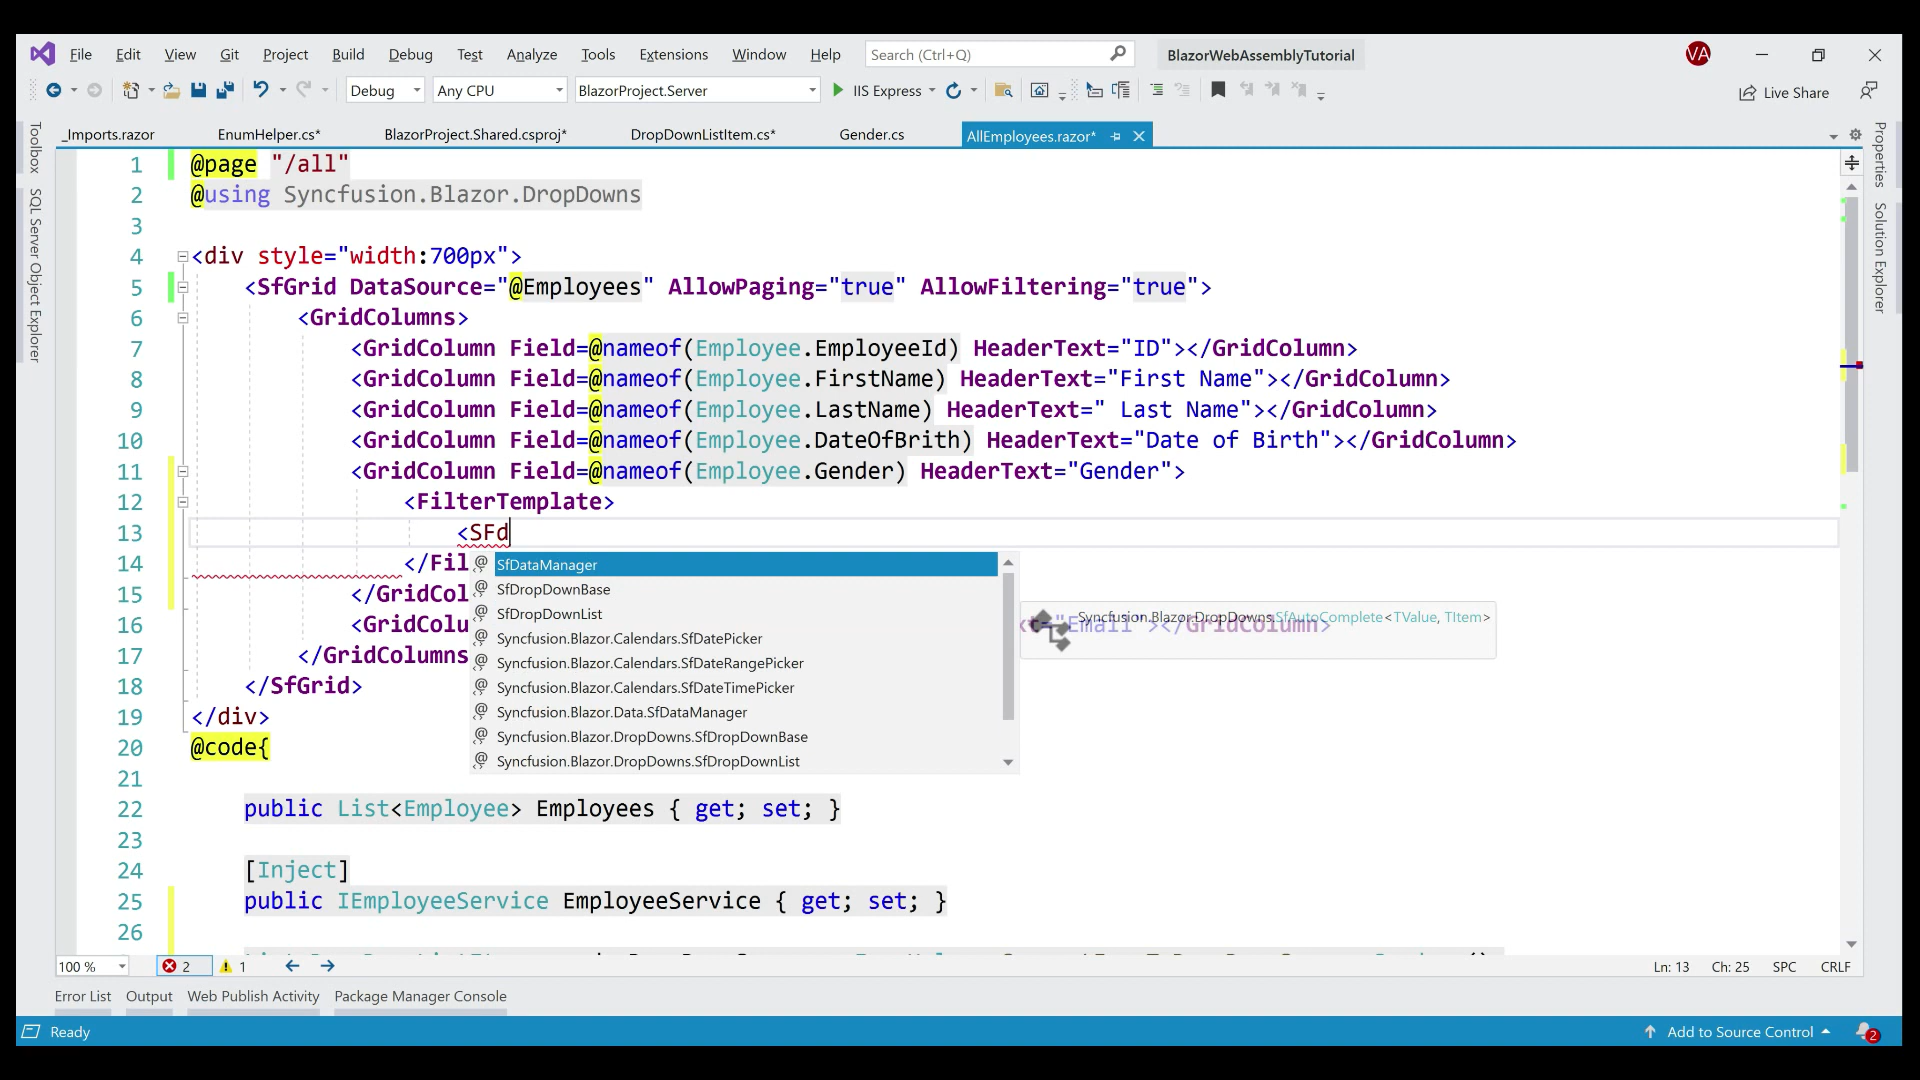 File Edit View Git Project Build Debug Test Analyze Tools Extensions Window Help Search (Ctrl+Q) BlazorWebAssemblyTutorial VA
Debug Any CPU BlazorProject.Server IIS Express Live Share
_Imports.razor EnumHelper.cs* BlazorProject.Shared.csproj* DropDownListItem.cs* Gender.cs AllEmployees.razor*
Toolbox
SQL Server Object Explorer
Properties
Solution Explorer
1 @page "/all"
2 @using Syncfusion.Blazor.DropDowns
3
4 <div style="width:700px">
5 <SfGrid DataSource="@Employees" AllowPaging="true" AllowFiltering="true">
6 <GridColumns>
7 <GridColumn Field=@nameof(Employee.EmployeeId) HeaderText="ID"></GridColumn>
8 <GridColumn Field=@nameof(Employee.FirstName) HeaderText="First Name"></GridColumn>
9 <GridColumn Field=@nameof(Employee.LastName) HeaderText=" Last Name"></GridColumn>
10 <GridColumn Field=@nameof(Employee.DateOfBrith) HeaderText="Date of Birth"></GridColumn>
11 <GridColumn Field=@nameof(Employee.Gender) HeaderText="Gender">
12 <FilterTemplate>
13 <SFd
14 </Fil
15 </GridCol
16 <GridColu "Email"></GridColumn>
17 </GridColumns
18 </SfGrid>
19 </div>
20 @code{
21
22 public List<Employee> Employees { get; set; }
23
24 [Inject]
25 public IEmployeeService EmployeeService { get; set; }
26
SfDataManager
SfDropDownBase
SfDropDownList
Syncfusion.Blazor.Calendars.SfDatePicker
Syncfusion.Blazor.Calendars.SfDateRangePicker
Syncfusion.Blazor.Calendars.SfDateTimePicker
Syncfusion.Blazor.Data.SfDataManager
Syncfusion.Blazor.DropDowns.SfDropDownBase
Syncfusion.Blazor.DropDowns.SfDropDownList
Syncfusion.Blazor.DropDowns.SfAutoComplete<TValue, TItem>
100 % 2 1 Ln: 13 Ch: 25 SPC CRLF
Error List Output Web Publish Activity Package Manager Console
Ready Add to Source Control 2